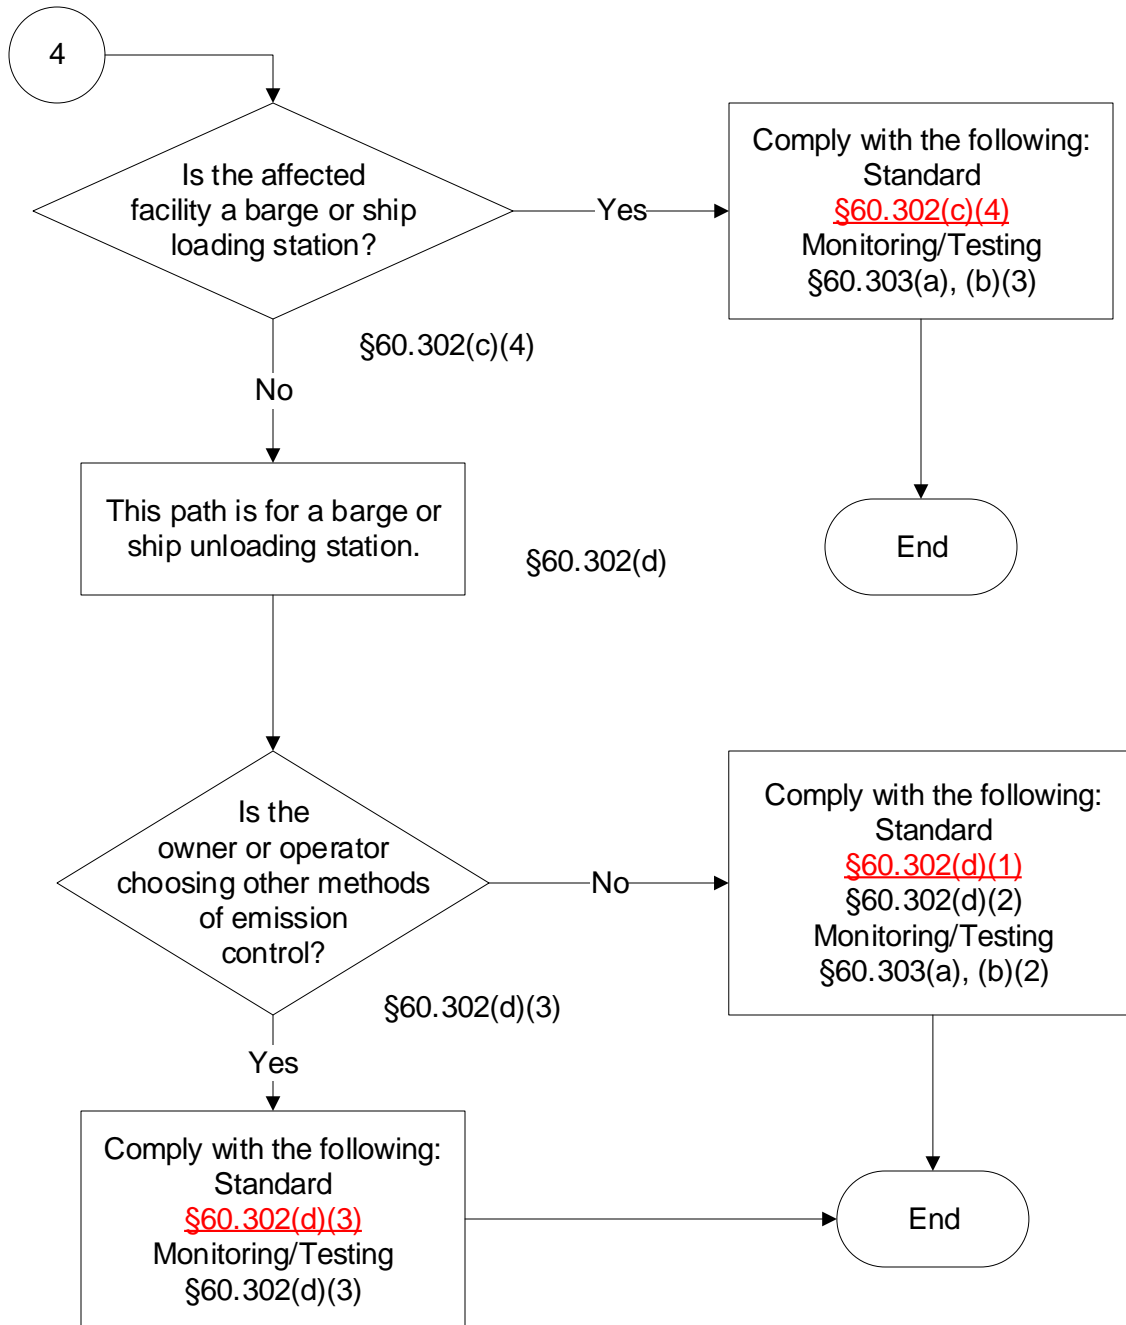 4
Is the affected
facility a barge or ship
loading station?
Yes
Comply with the following:
Standard
§60.302(c)(4)
Monitoring/Testing
§60.303(a), (b)(3)
§60.302(c)(4)
No
This path is for a barge or
ship unloading station.
End
§60.302(d)
Is the
owner or operator
choosing other methods
of emission
control?
No
Comply with the following:
Standard
§60.302(d)(1)
§60.302(d)(2)
Monitoring/Testing
§60.303(a), (b)(2)
§60.302(d)(3)
Yes
Comply with the following:
Standard
§60.302(d)(3)
Monitoring/Testing
§60.302(d)(3)
End